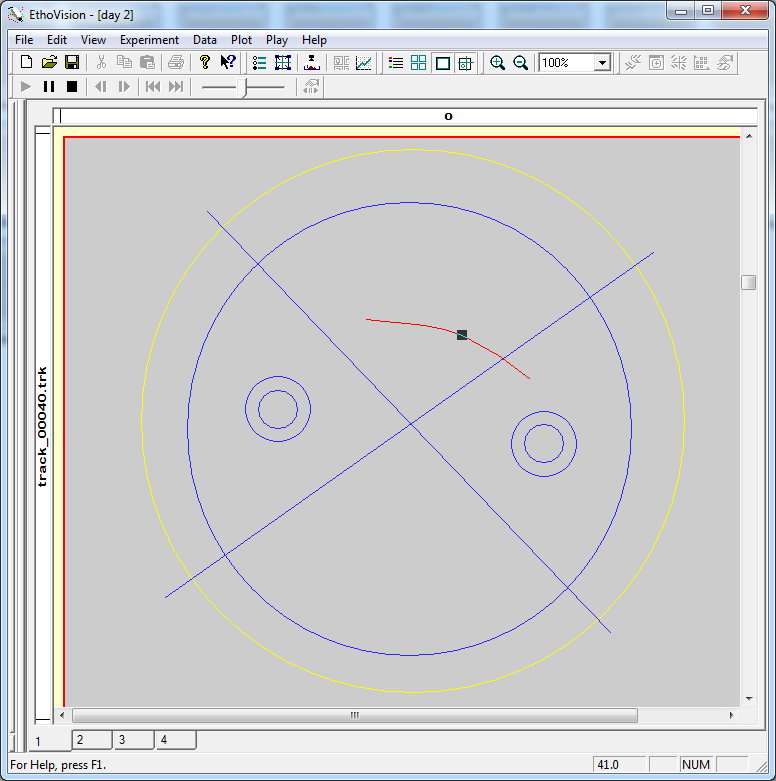 EthoVision - [day 2]
File Edit View Experiment Data Plot Play Help
100%
o
track_00040.trk
1 2 3 4
For Help, press F1. 41.0 NUM